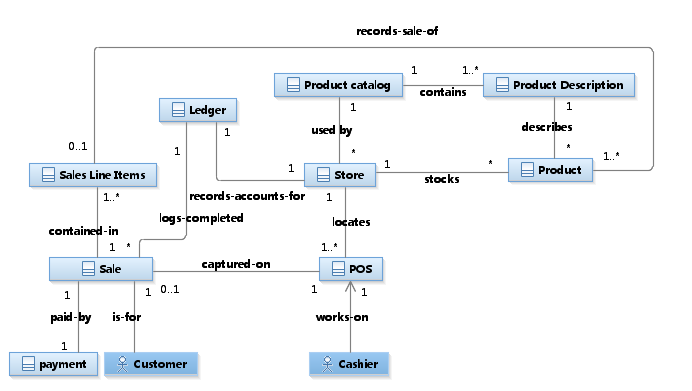 records-sale-of
1
1..*
Product catalog
Product Description
contains
Ledger
1
1
1
used by
describes
0..1
1
*
*
1..*
Sales Line Items
1
Store
1
*
Product
stocks
1..*
records-accounts-for
1
logs-completed
locates
contained-in
1
*
1..*
captured-on
Sale
POS
1
1
0..1
1
1
paid-by
is-for
works-on
1
payment
Customer
Cashier